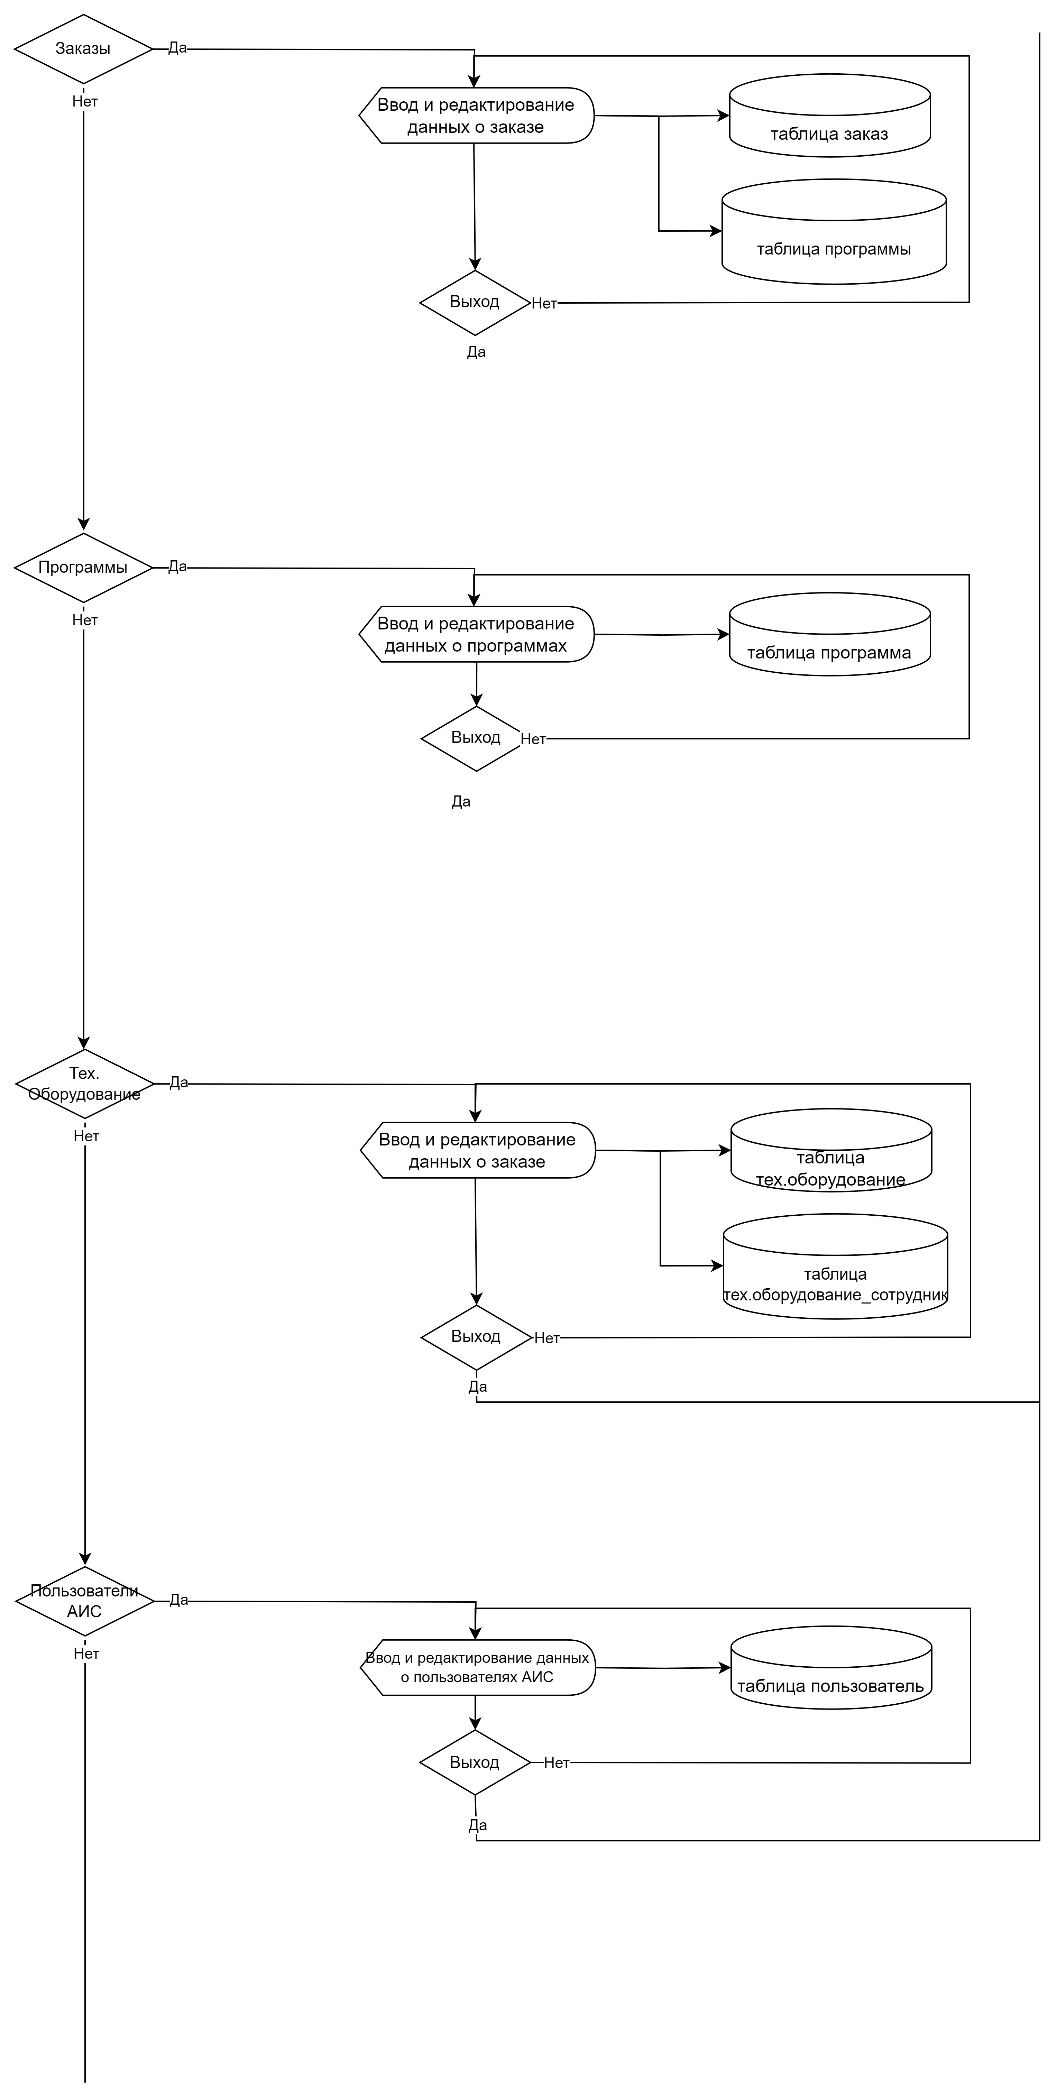 Заказы
Да
Нет
Ввод и редактирование
данных о заказе
таблица заказ
таблица программы
Выход
Нет
Да
Программы
Да
Нет
Ввод и редактирование
данных о программах
таблица программа
Выход
Нет
Да
Тех.
Оборудование
Да
Нет
Ввод и редактирование
данных о заказе
таблица
тех.оборудование
таблица
тех.оборудование_сотрудник
Выход
Нет
Да
Пользователи
АИС
Да
Нет
Ввод и редактирование данных
о пользователях АИС
таблица пользователь
Выход
Нет
Да